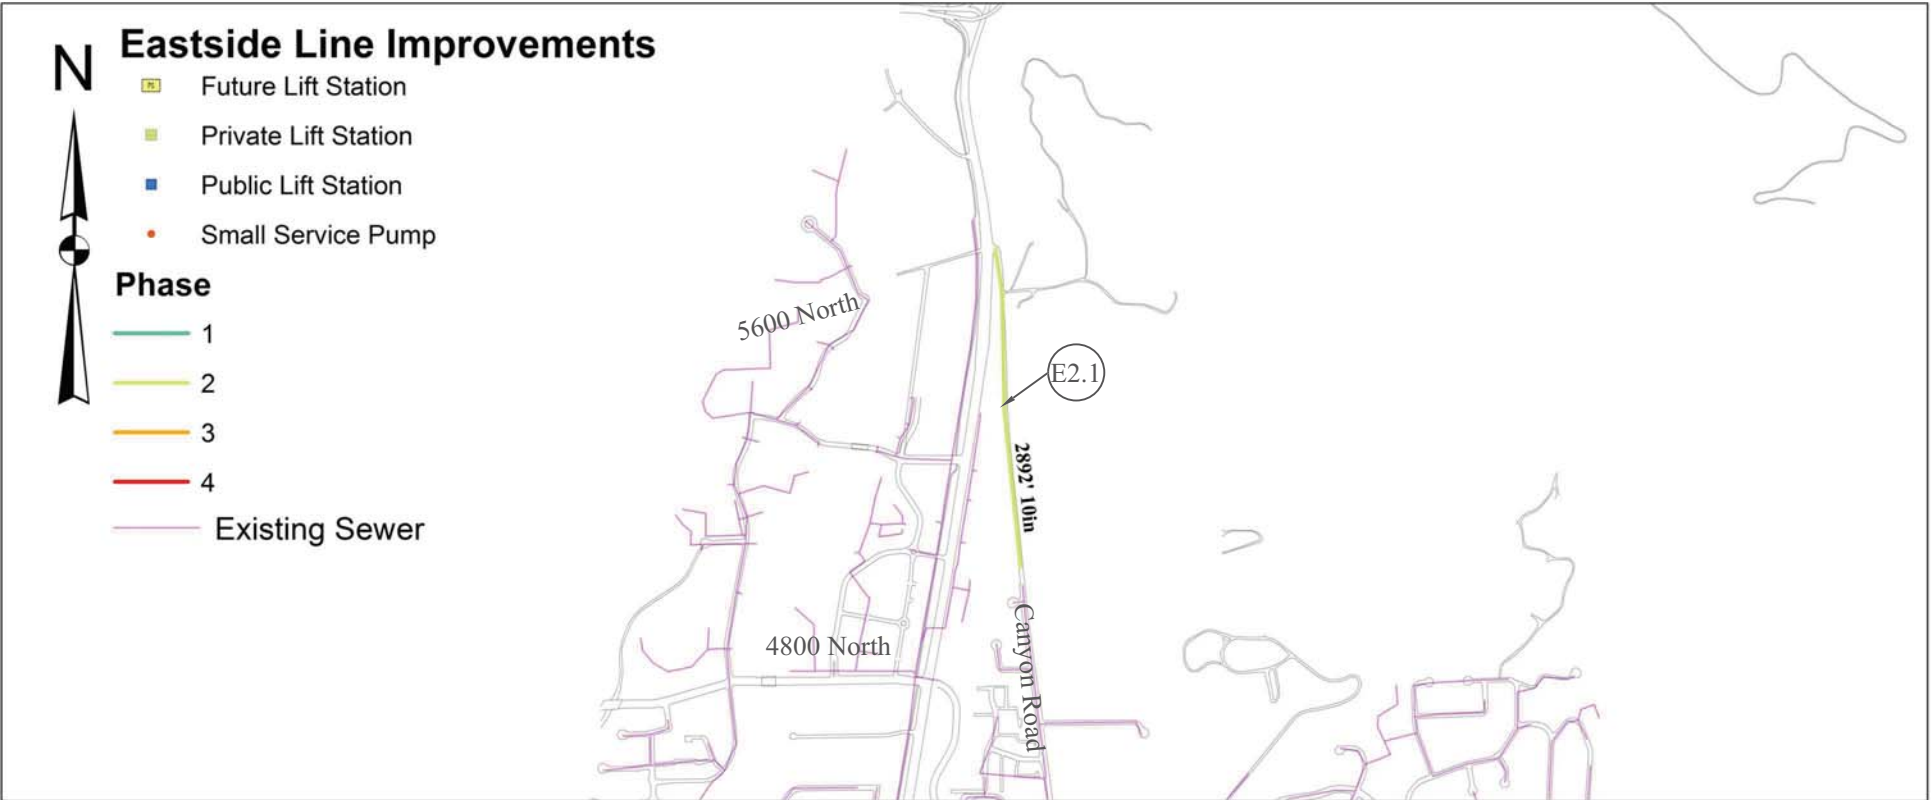 N
Eastside Line Improvements
PS
Future Lift Station
Private Lift Station
Public Lift Station
Small Service Pump
Phase
1
2
3
4
Existing Sewer
5600 North
E2.1
2892' 10in
4800 North
Canyon Road